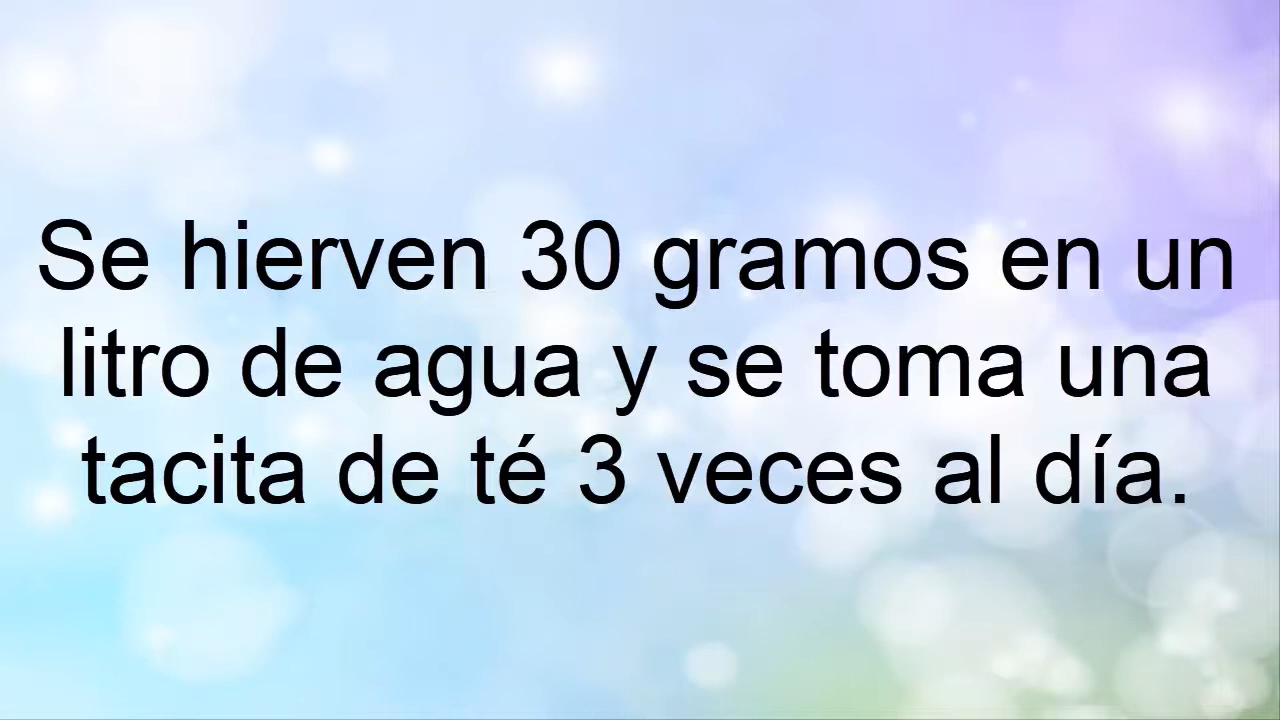 Se hierven 30 gramos en un
litro de agua y se toma una
tacita de té 3 veces al día.